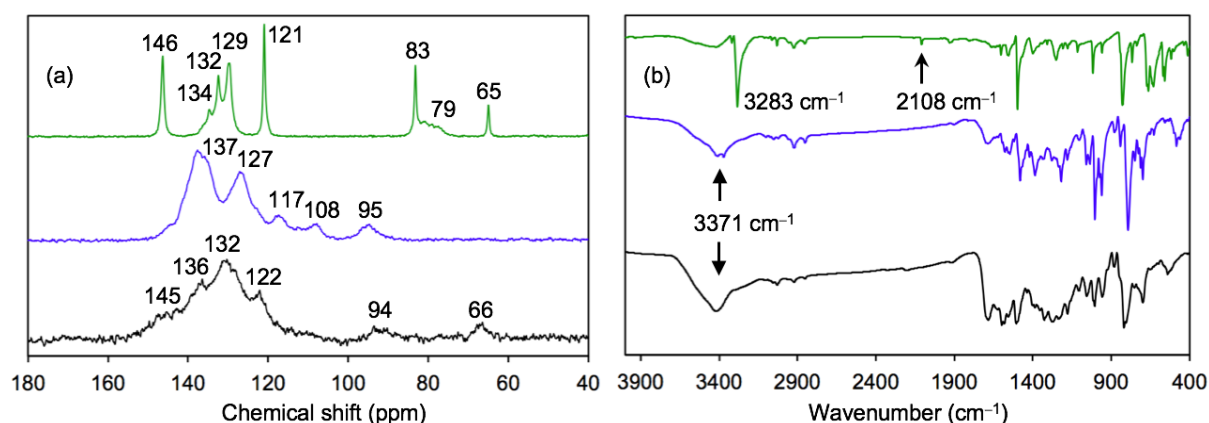 (a)
146
134
132
129
121
83
79
65
137
127
117
108
95
145
136
132
122
94
66
180 160 140 120 100 80 60 40
Chemical shift (ppm)
(b)
3283 cm⁻¹
2108 cm⁻¹
3371 cm⁻¹
3900 3400 2900 2400 1900 1400 900 400
Wavenumber (cm⁻¹)